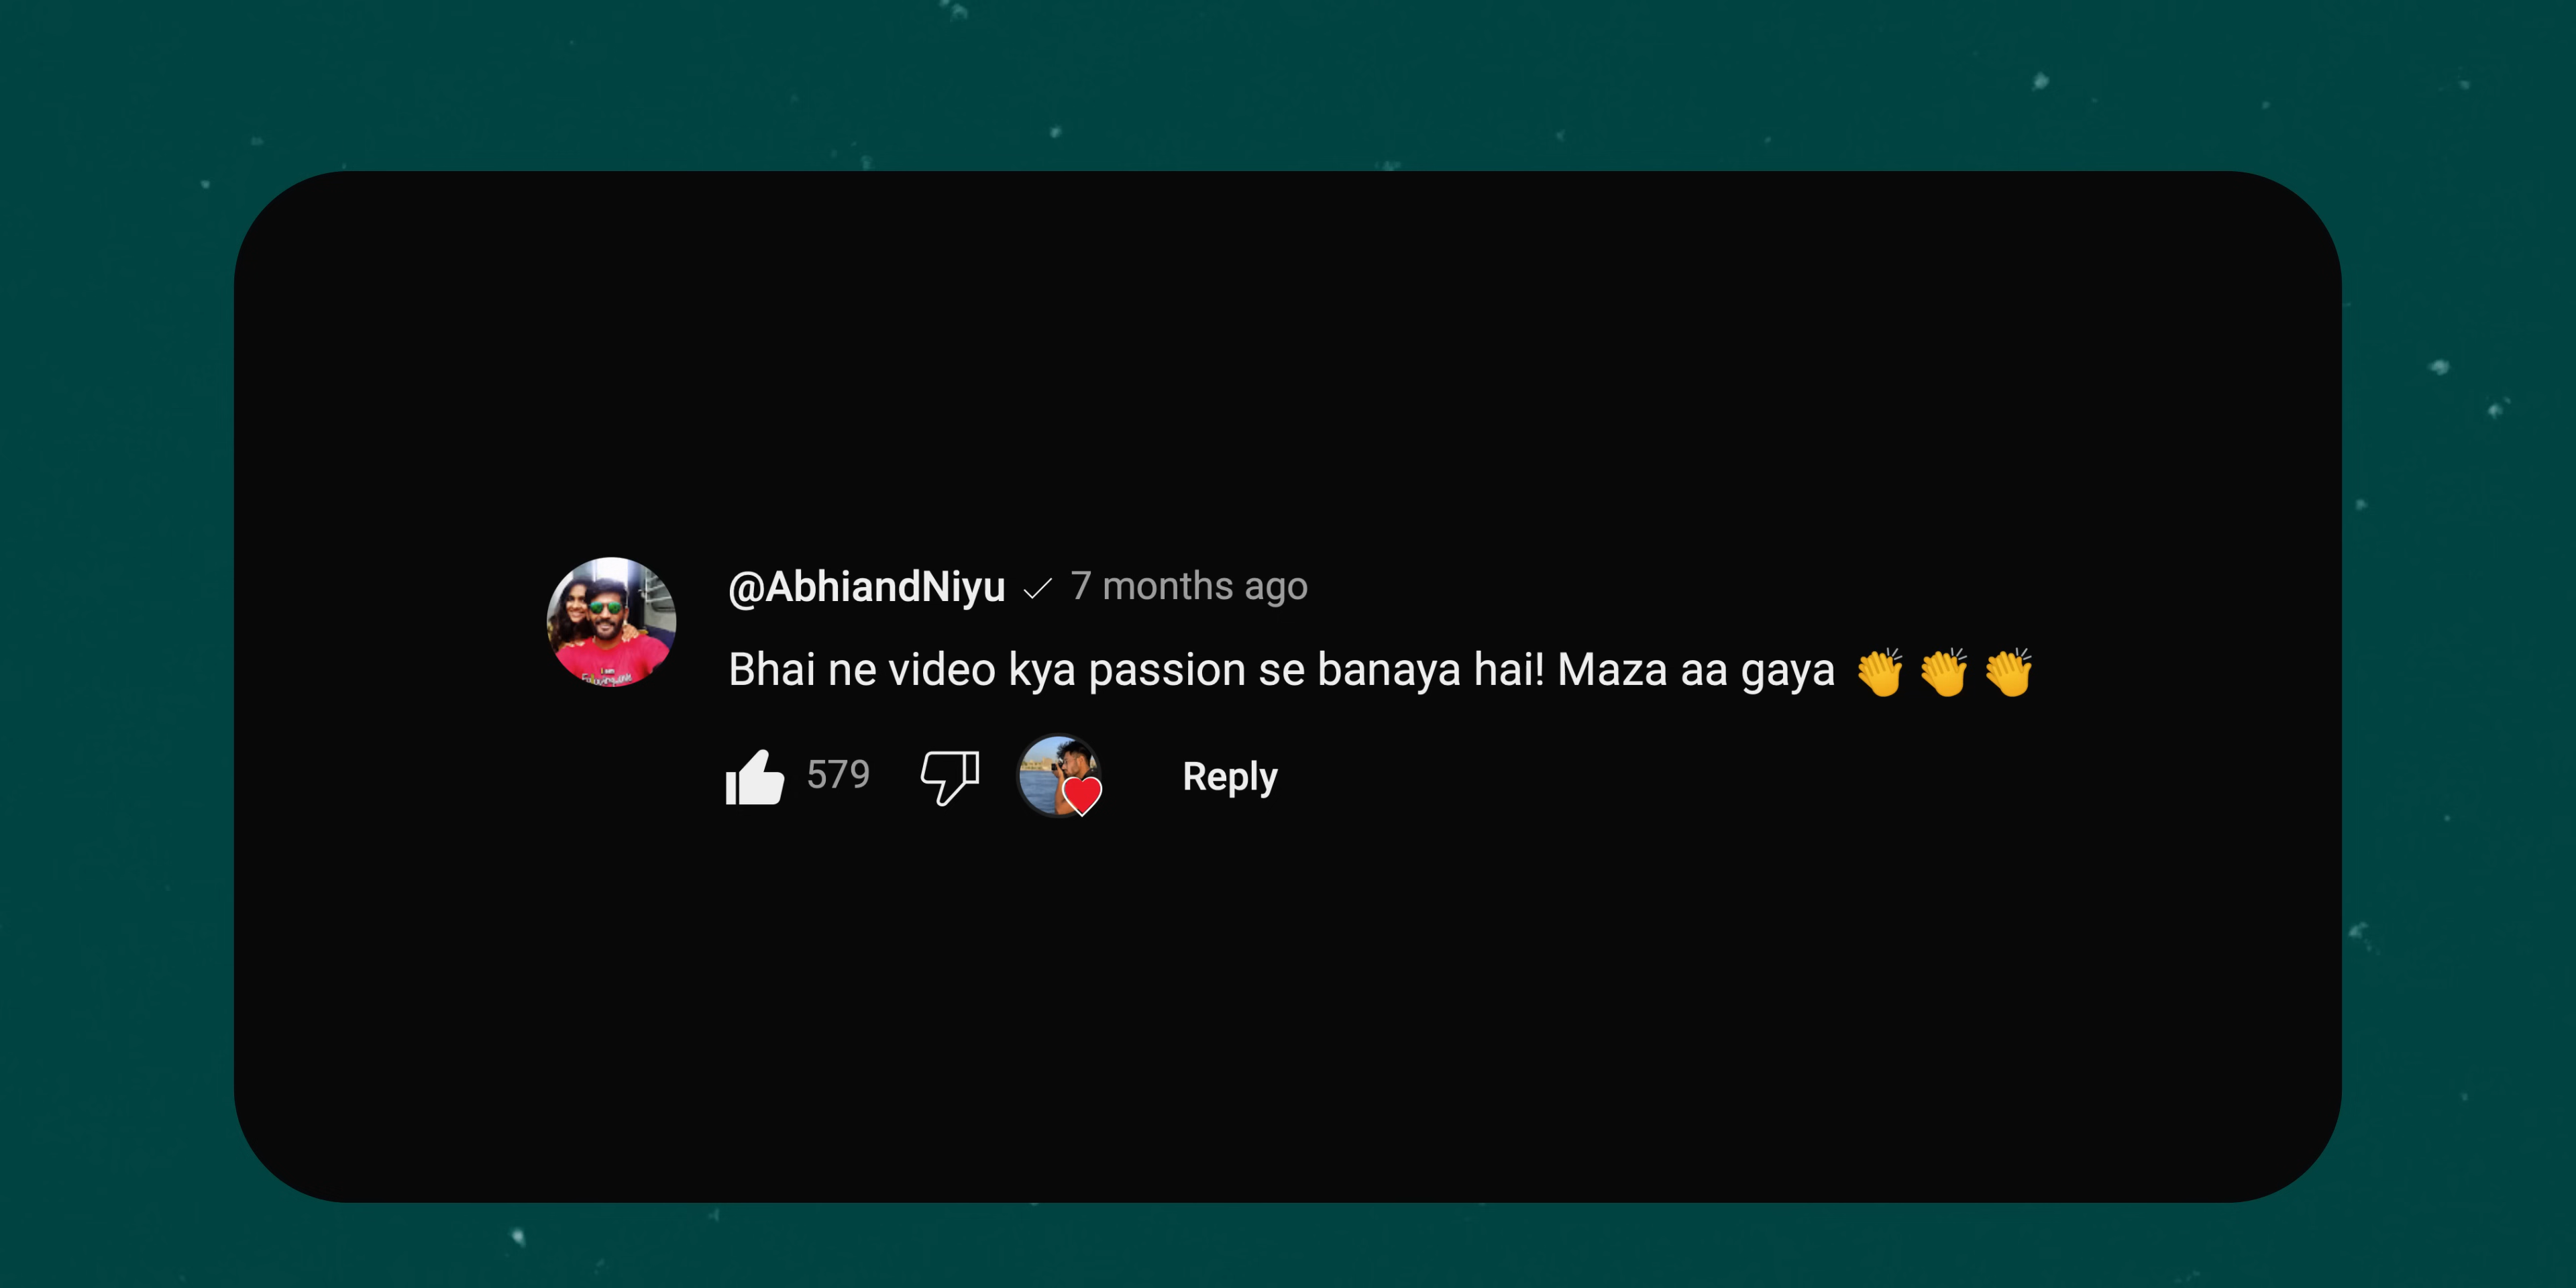 @AbhiandNiyu 7 months ago
Bhai ne video kya passion se banaya hai! Maza aa gaya 👏 👏 👏
579 Reply